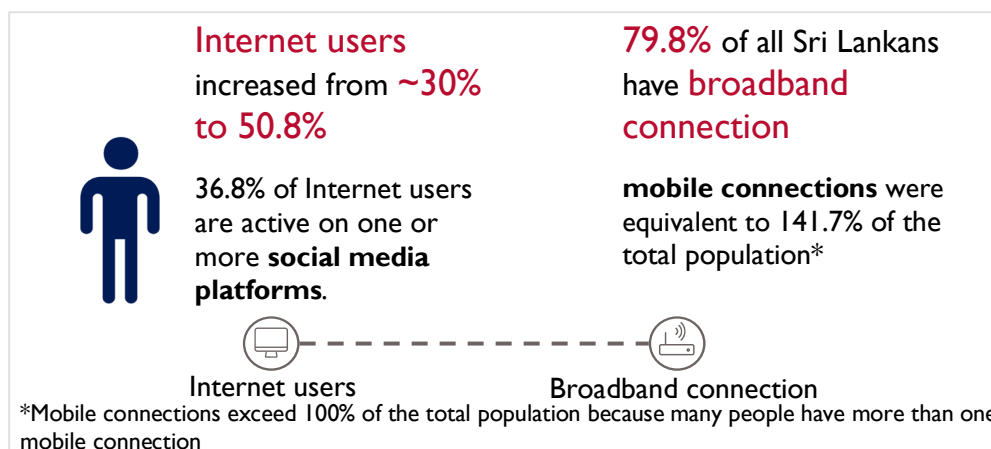 Internet users
increased from ~30%
to 50.8%
36.8% of Internet users
are active on one or
more social media
platforms.
79.8% of all Sri Lankans
have broadband
connection
mobile connections were
equivalent to 141.7% of the
total population*
Internet users
Broadband connection
*Mobile connections exceed 100% of the total population because many people have more than one
mobile connection